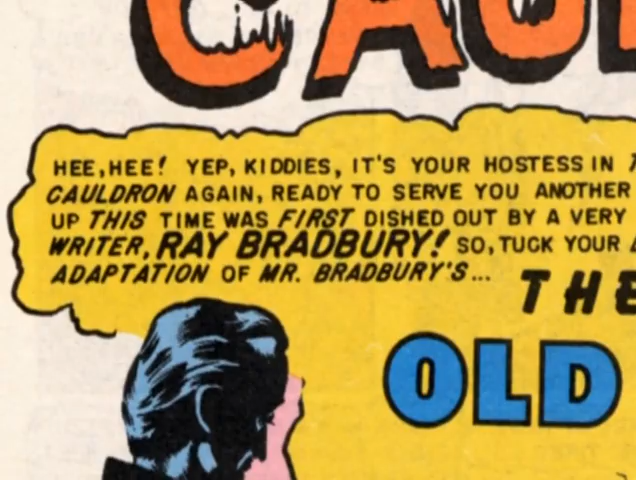 CAUL
HEE, HEE! YEP, KIDDIES, IT'S YOUR HOSTESS IN
CAULDRON AGAIN, READY TO SERVE YOU ANOTHER
UP THIS TIME WAS FIRST DISHED OUT BY A VERY
WRITER, RAY BRADBURY! SO, TUCK YOUR
ADAPTATION OF MR. BRADBURY'S...
THE
OLD